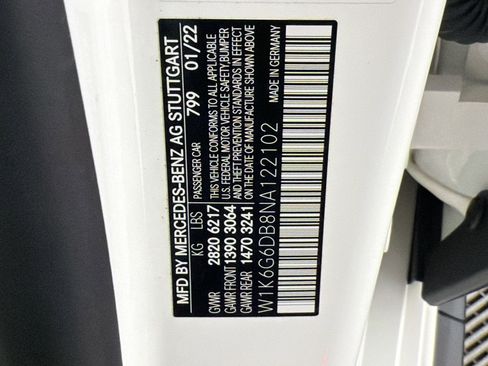 MFD BY MERCEDES-BENZ AG STUTTGART
PASSENGER CAR 799 01/22
KG LBS
GVWR 2820 6217
GAWR FRONT 1390 3064
GAWR REAR 1470 3241
THIS VEHICLE CONFORMS TO ALL APPLICABLE
U.S. FEDERAL MOTOR VEHICLE SAFETY, BUMPER
AND THEFT PREVENTION STANDARDS IN EFFECT
ON THE DATE OF MANUFACTURE SHOWN ABOVE
W1K6G6DB8NA122102
MADE IN GERMANY